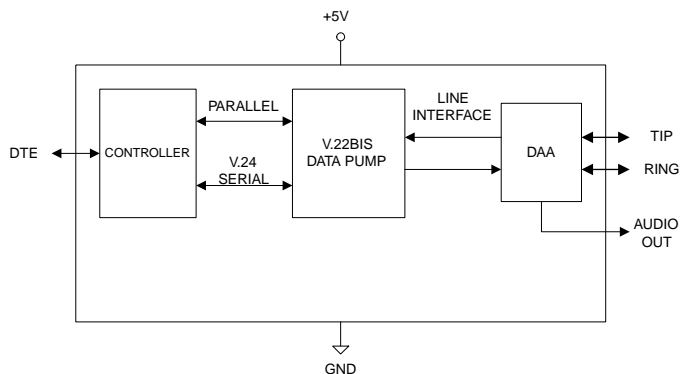 +5V
PARALLEL
LINE
INTERFACE
DTE
CONTROLLER
V.24
SERIAL
V.22BIS
DATA PUMP
DAA
TIP
RING
AUDIO
OUT
GND